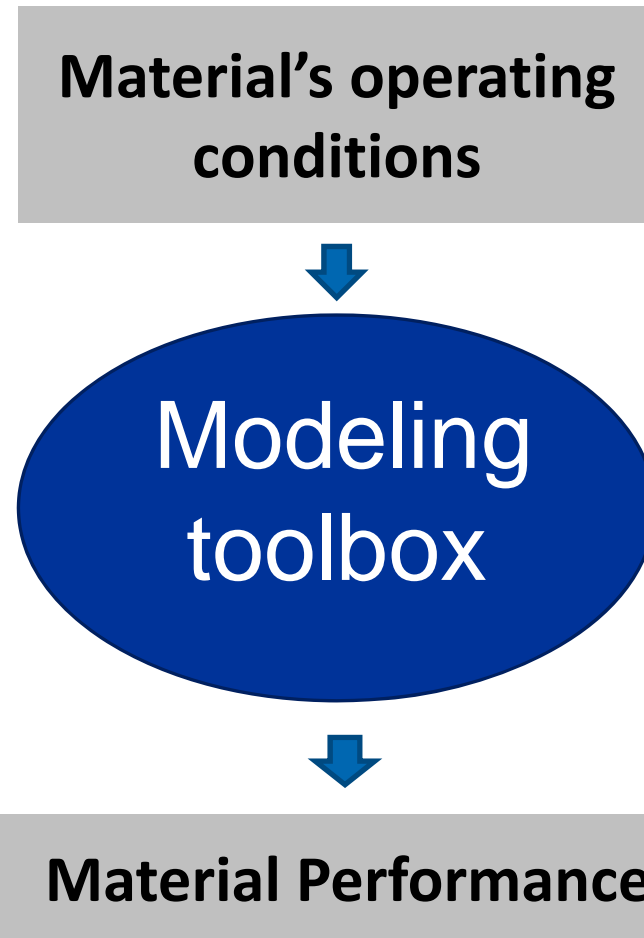 Material’s operating
conditions
Modeling
toolbox
Material Performance